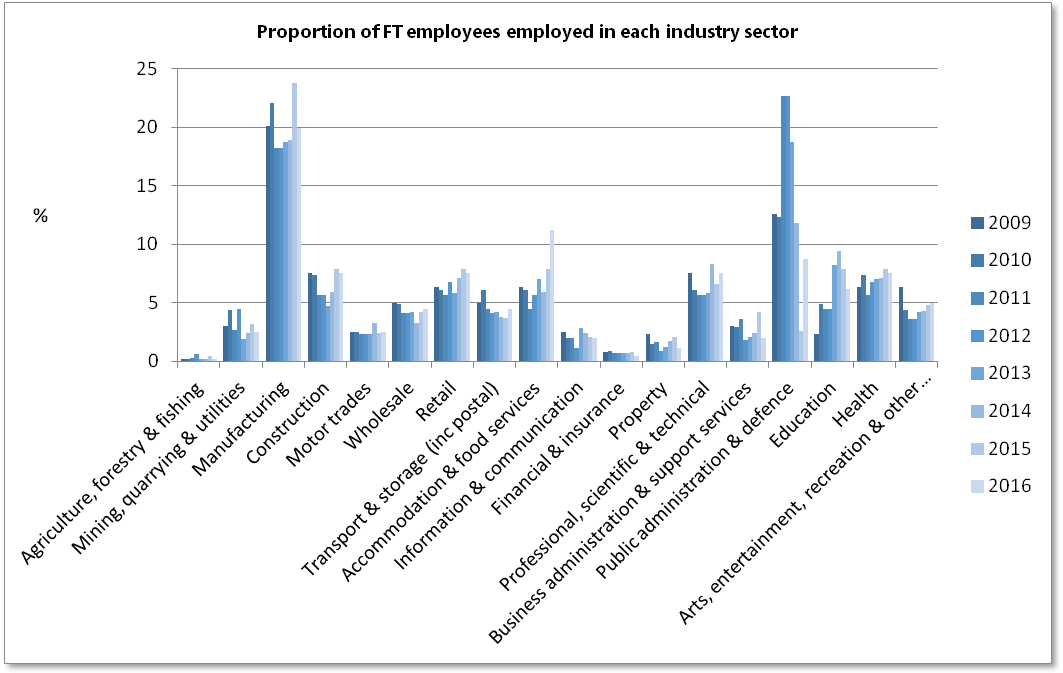 Proportion of FT employees employed in each industry sector
25
20
15
10
5
0
%
Agriculture, forestry & fishing
Mining, quarrying & utilities
Manufacturing
Construction
Motor trades
Wholesale
Retail
Transport & storage (inc postal)
Accommodation & food services
Information & communication
Financial & insurance
Property
Professional, scientific & technical
Business administration & support services
Public administration & defence
Education
Health
Arts, entertainment, recreation & other...
2009
2010
2011
2012
2013
2014
2015
2016